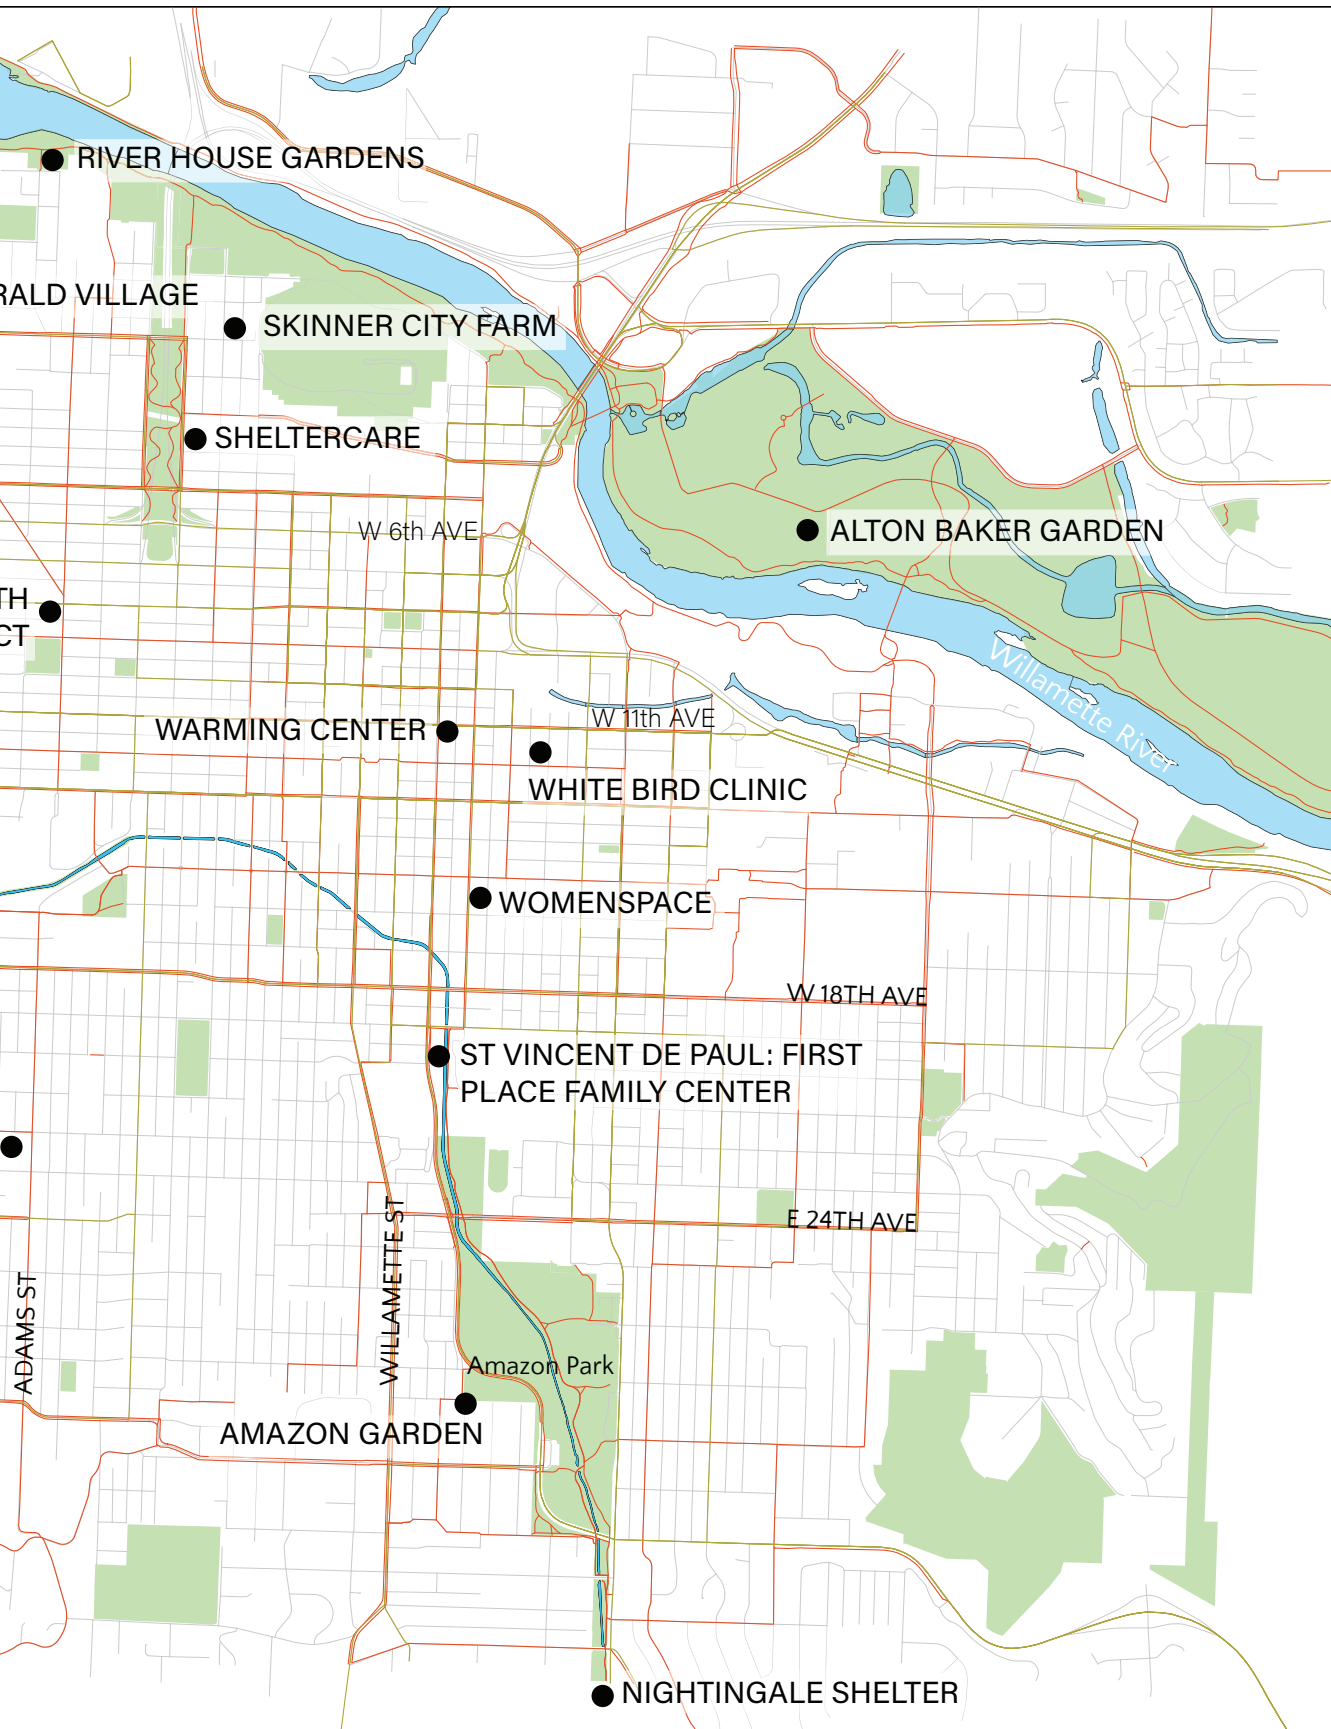 RIVER HOUSE GARDENS
RALD VILLAGE
SKINNER CITY FARM
SHELTERCARE
W 6th AVE
ALTON BAKER GARDEN
TH
CT
Willamette River
W 11th AVE
WARMING CENTER
WHITE BIRD CLINIC
WOMENSPACE
W 18TH AVE
ST VINCENT DE PAUL: FIRST
PLACE FAMILY CENTER
E 24TH AVE
WILLAMETTE ST
ADAMS ST
Amazon Park
AMAZON GARDEN
NIGHTINGALE SHELTER